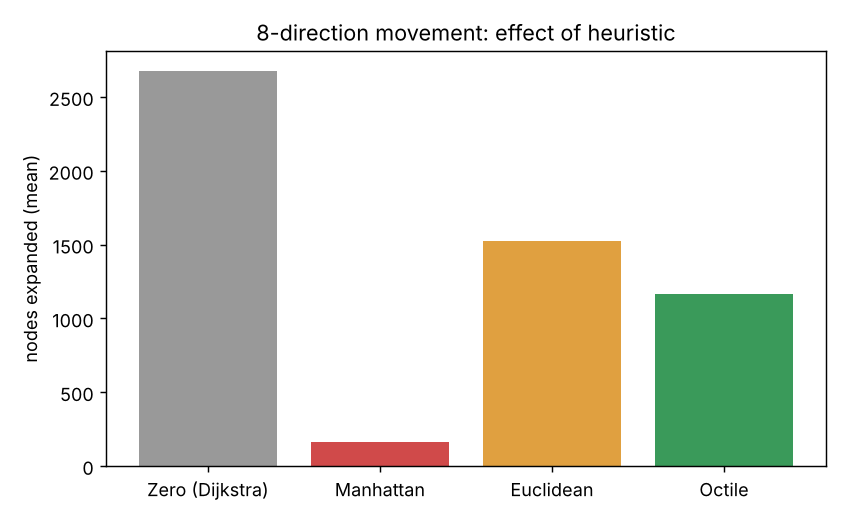 8-direction movement: effect of heuristic
nodes expanded (mean)
2500
2000
1500
1000
500
0
Zero (Dijkstra)
Manhattan
Euclidean
Octile